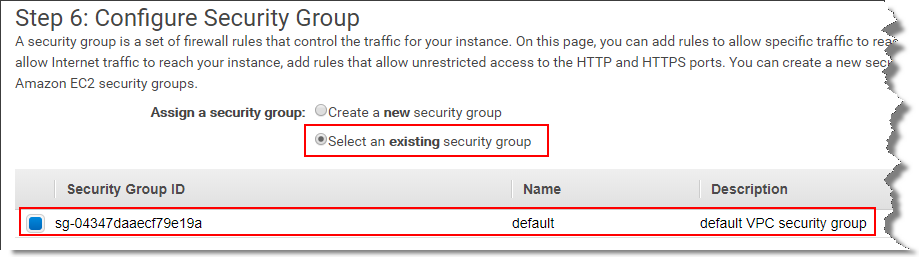 Step 6: Configure Security Group
A security group is a set of firewall rules that control the traffic for your instance. On this page, you can add rules to allow specific traffic to rea
allow Internet traffic to reach your instance, add rules that allow unrestricted access to the HTTP and HTTPS ports. You can create a new sec
Amazon EC2 security groups.
Assign a security group: Create a new security group
Select an existing security group
Security Group ID Name Description
sg-04347daaecf79e19a default default VPC security group